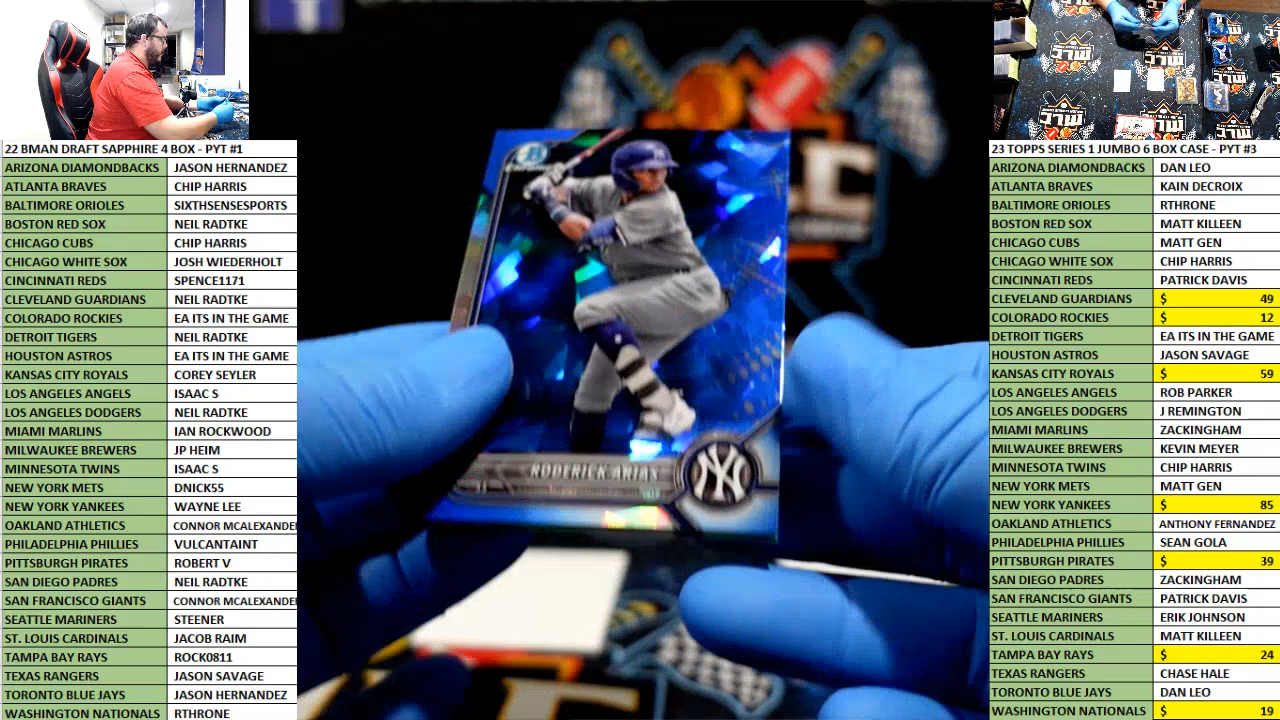 22 BMAN DRAFT SAPPHIRE 4 BOX - PYT #1
ARIZONA DIAMONDBACKS JASON HERNANDEZ
ATLANTA BRAVES CHIP HARRIS
BALTIMORE ORIOLES SIXTHSENSESPORTS
BOSTON RED SOX NEIL RADTKE
CHICAGO CUBS CHIP HARRIS
CHICAGO WHITE SOX JOSH WIEDERHOLT
CINCINNATI REDS SPENCE1171
CLEVELAND GUARDIANS NEIL RADTKE
COLORADO ROCKIES EA ITS IN THE GAME
DETROIT TIGERS NEIL RADTKE
HOUSTON ASTROS EA ITS IN THE GAME
KANSAS CITY ROYALS COREY SEYLER
LOS ANGELES ANGELS ISAAC S
LOS ANGELES DODGERS NEIL RADTKE
MIAMI MARLINS IAN ROCKWOOD
MILWAUKEE BREWERS JP HEIM
MINNESOTA TWINS ISAAC S
NEW YORK METS DNICK55
NEW YORK YANKEES WAYNE LEE
OAKLAND ATHLETICS CONNOR MCALEXANDE
PHILADELPHIA PHILLIES VULCANTAINT
PITTSBURGH PIRATES ROBERT V
SAN DIEGO PADRES NEIL RADTKE
SAN FRANCISCO GIANTS CONNOR MCALEXANDE
SEATTLE MARINERS STEENER
ST. LOUIS CARDINALS JACOB RAIM
TAMPA BAY RAYS ROCK0811
TEXAS RANGERS JASON SAVAGE
TORONTO BLUE JAYS JASON HERNANDEZ
WASHINGTON NATIONALS RTHRONE
RODERICK ARIAS
NY
23 TOPPS SERIES 1 JUMBO 6 BOX CASE - PYT #3
ARIZONA DIAMONDBACKS DAN LEO
ATLANTA BRAVES KAIN DECROIX
BALTIMORE ORIOLES RTHRONE
BOSTON RED SOX MATT KILLEEN
CHICAGO CUBS MATT GEN
CHICAGO WHITE SOX CHIP HARRIS
CINCINNATI REDS PATRICK DAVIS
CLEVELAND GUARDIANS $ 49
COLORADO ROCKIES $ 12
DETROIT TIGERS EA ITS IN THE GAME
HOUSTON ASTROS JASON SAVAGE
KANSAS CITY ROYALS $ 59
LOS ANGELES ANGELS ROB PARKER
LOS ANGELES DODGERS J REMINGTON
MIAMI MARLINS ZACKINGHAM
MILWAUKEE BREWERS KEVIN MEYER
MINNESOTA TWINS CHIP HARRIS
NEW YORK METS MATT GEN
NEW YORK YANKEES $ 85
OAKLAND ATHLETICS ANTHONY FERNANDEZ
PHILADELPHIA PHILLIES SEAN GOLA
PITTSBURGH PIRATES $ 39
SAN DIEGO PADRES ZACKINGHAM
SAN FRANCISCO GIANTS PATRICK DAVIS
SEATTLE MARINERS ERIK JOHNSON
ST. LOUIS CARDINALS MATT KILLEEN
TAMPA BAY RAYS $ 24
TEXAS RANGERS CHASE HALE
TORONTO BLUE JAYS DAN LEO
WASHINGTON NATIONALS $ 19